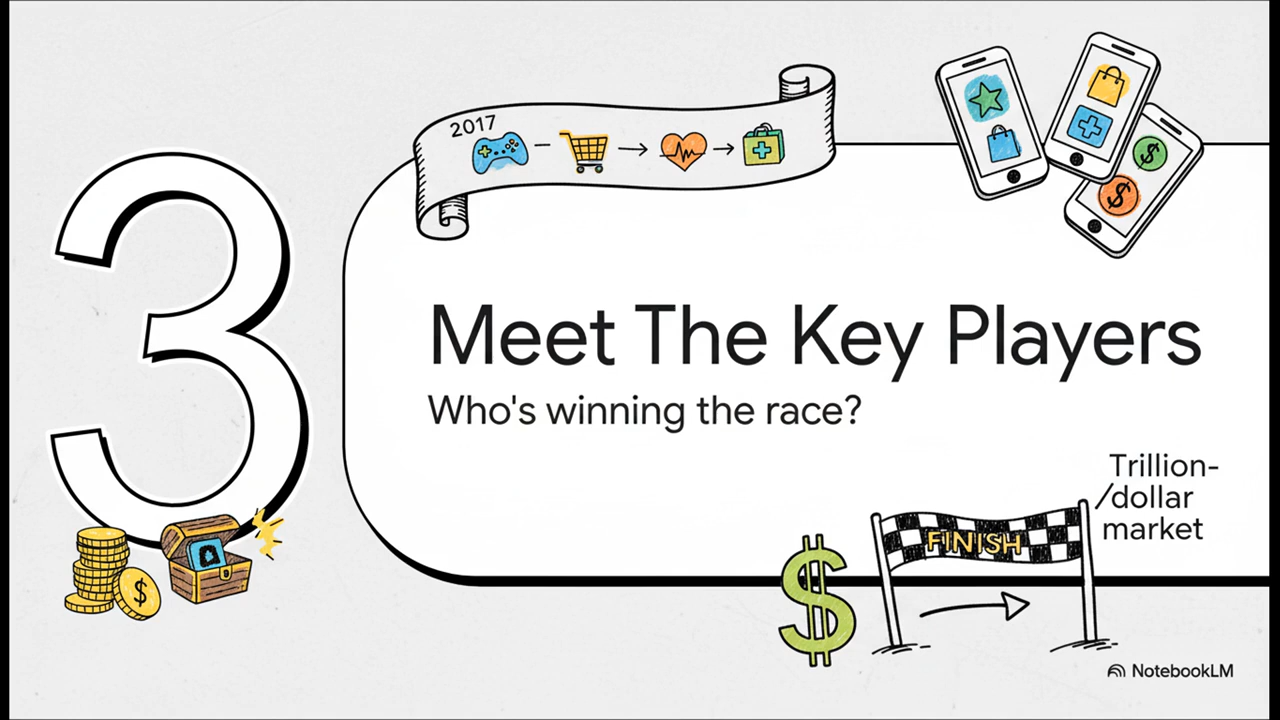 3
2017
Meet The Key Players
Who's winning the race?
Trillion-
/dollar
market
FINISH
NotebookLM